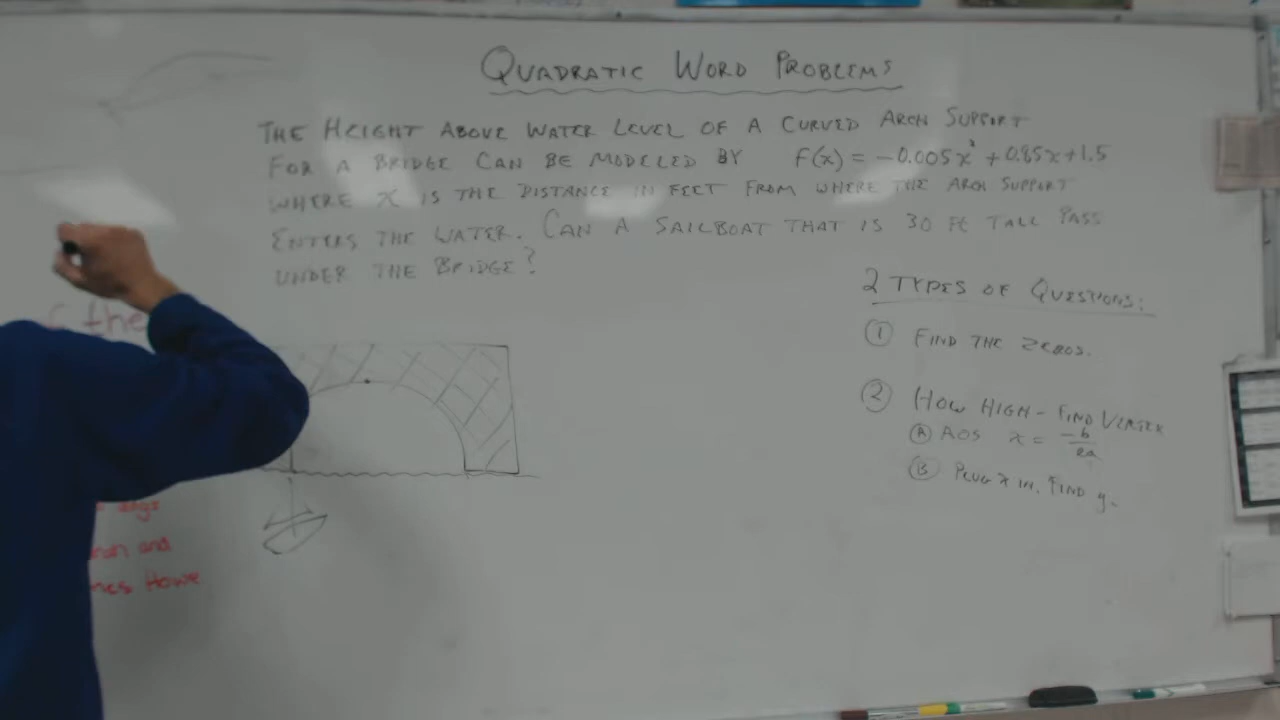 QUADRATIC WORD PROBLEMS
THE HEIGHT ABOVE WATER LEVEL OF A CURVED ARCH SUPPORT
FOR A BRIDGE CAN BE MODELED BY F(x) = -0.005x² + 0.85x + 1.5
WHERE X IS THE DISTANCE IN FEET FROM WHERE THE ARCH SUPPORT
ENTERS THE WATER. CAN A SAILBOAT THAT IS 30 Ft TALL PASS
UNDER THE BRIDGE?
2 TYPES OF QUESTIONS:
① FIND THE ZEROS.
② HOW HIGH - FIND VERTEX
Ⓐ AOS x = -b/2a
Ⓑ PLUG x IN, FIND y.
the
and
Howe